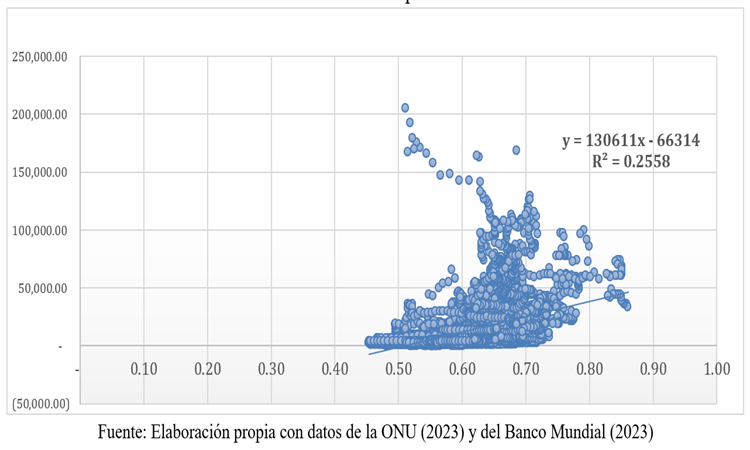 250,000.00
200,000.00
y = 130611x - 66314
R² = 0.2558
150,000.00
100,000.00
50,000.00
-
- 0.10 0.20 0.30 0.40 0.50 0.60 0.70 0.80 0.90 1.00
(50,000.00)
Fuente: Elaboración propia con datos de la ONU (2023) y del Banco Mundial (2023)